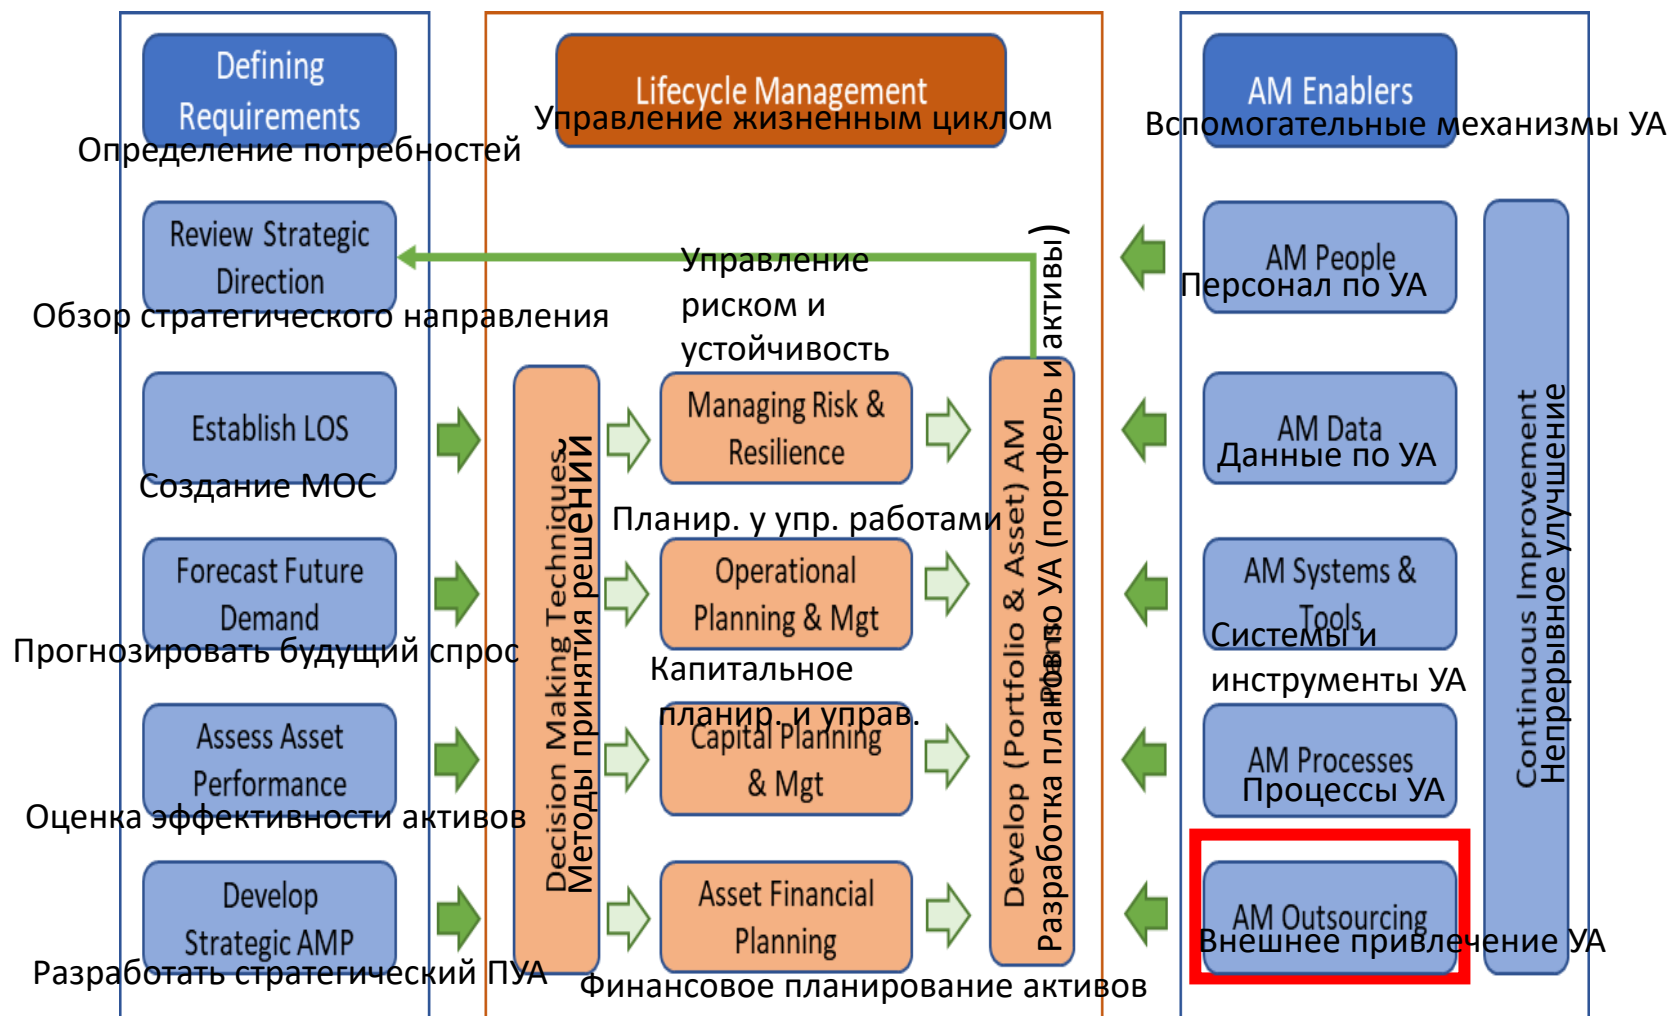 Defining
Requirements
Определение потребностей
Review Strategic
Direction
Обзор стратегического направления
Establish LOS
Создание МОС
Forecast Future
Demand
Прогнозировать будущий спрос
Assess Asset
Performance
Оценка эффективности активов
Develop
Strategic AMP
Разработать стратегический ПУА
Lifecycle Management
Управление жизненным циклом
Decision Making Techniques
Методы принятия решений
Управление
риском и
устойчивость
Managing Risk &
Resilience
Планир. у упр. работами
Operational
Planning & Mgt
Капитальное
планир. и управ.
Capital Planning
& Mgt
Asset Financial
Planning
Финансовое планирование активов
Develop (Portfolio & Asset) AM
Plans
Разработка планов по УА (портфель и активы)
AM Enablers
Вспомогательные механизмы УА
AM People
Персонал по УА
AM Data
Данные по УА
AM Systems &
Tools
Системы и
инструменты УА
AM Processes
Процессы УА
AM Outsourcing
Внешнее привлечение УА
Continuous Improvement
Непрерывное улучшение